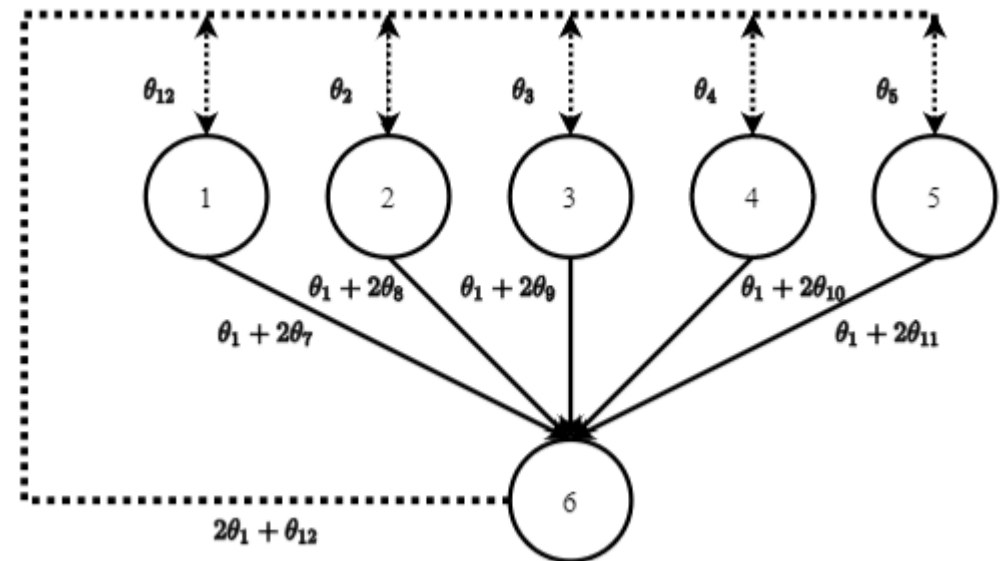 θ₁₂ θ₂ θ₃ θ₄ θ₅
1 2 3 4 5
θ₁ + 2θ₈ θ₁ + 2θ₉ θ₁ + 2θ₁₀
θ₁ + 2θ₇ θ₁ + 2θ₁₁
6
2θ₁ + θ₁₂